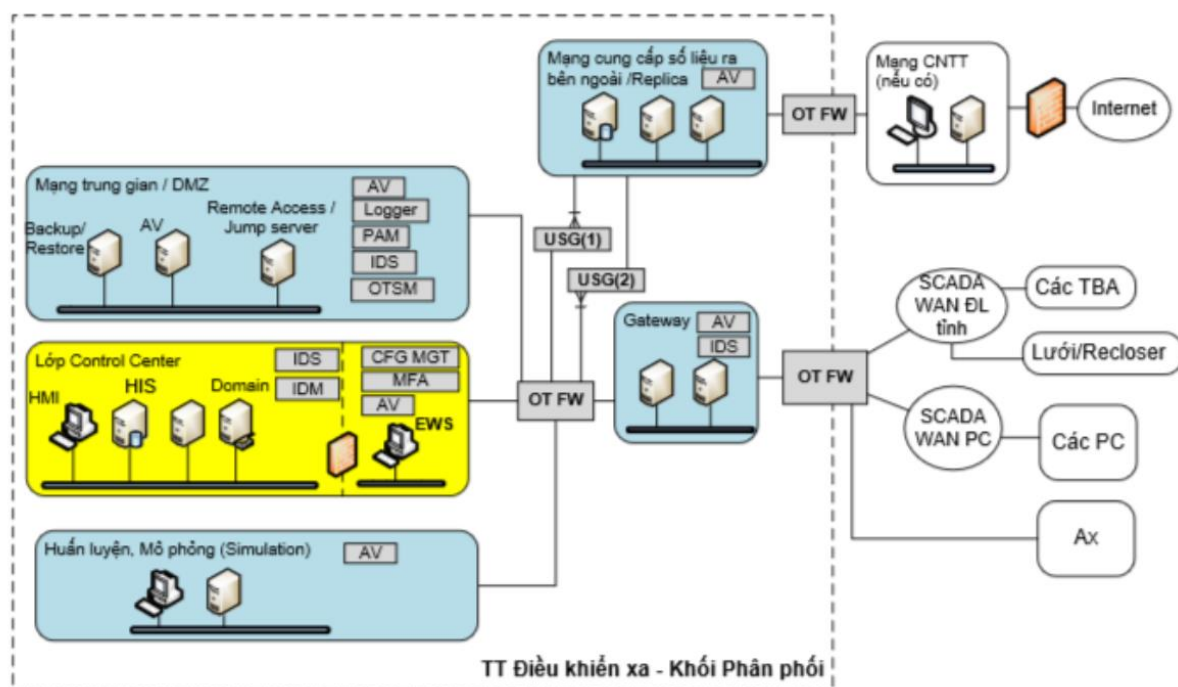 Mạng cung cấp số liệu ra
bên ngoài /Replica
AV
OT FW
Mạng CNTT
(nếu có)
Internet
Mạng trung gian / DMZ
Backup/
Restore
AV
Remote Access /
Jump server
AV
Logger
PAM
IDS
OTSM
USG(1)
USG(2)
Lớp Control Center
HMI
HIS
Domain
IDS
IDM
CFG MGT
MFA
AV
EWS
OT FW
Gateway
AV
IDS
OT FW
SCADA
WAN ĐL
tỉnh
Các TBA
Lưới/Recloser
SCADA
WAN PC
Các PC
Ax
Huấn luyện, Mô phỏng (Simulation)
AV
TT Điều khiển xa - Khối Phân phối